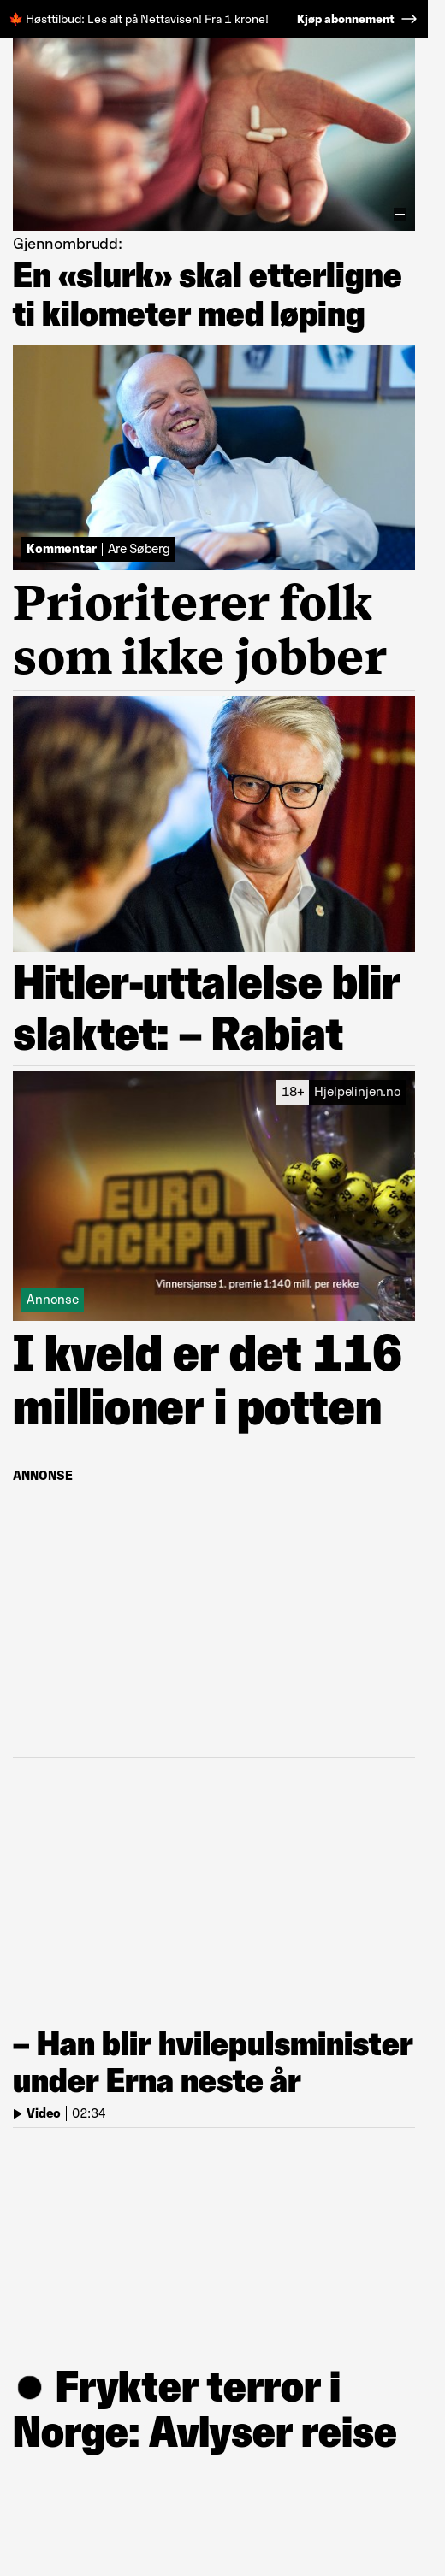 🍁 Høsttilbud: Les alt på Nettavisen! Fra 1 krone! Kjøp abonnement →
Gjennombrudd:
En «slurk» skal etterligne
ti kilometer med løping
Kommentar | Are Søberg
Prioriterer folk
som ikke jobber
Hitler-uttalelse blir
slaktet: – Rabiat
18+ Hjelpelinjen.no
EURO
JACKPOT
Vinnersjanse 1. premie 1:140 mill. per rekke
Annonse
I kveld er det 116
millioner i potten
ANNONSE
– Han blir hvilepulsminister
under Erna neste år
Video | 02:34
Frykter terror i
Norge: Avlyser reise